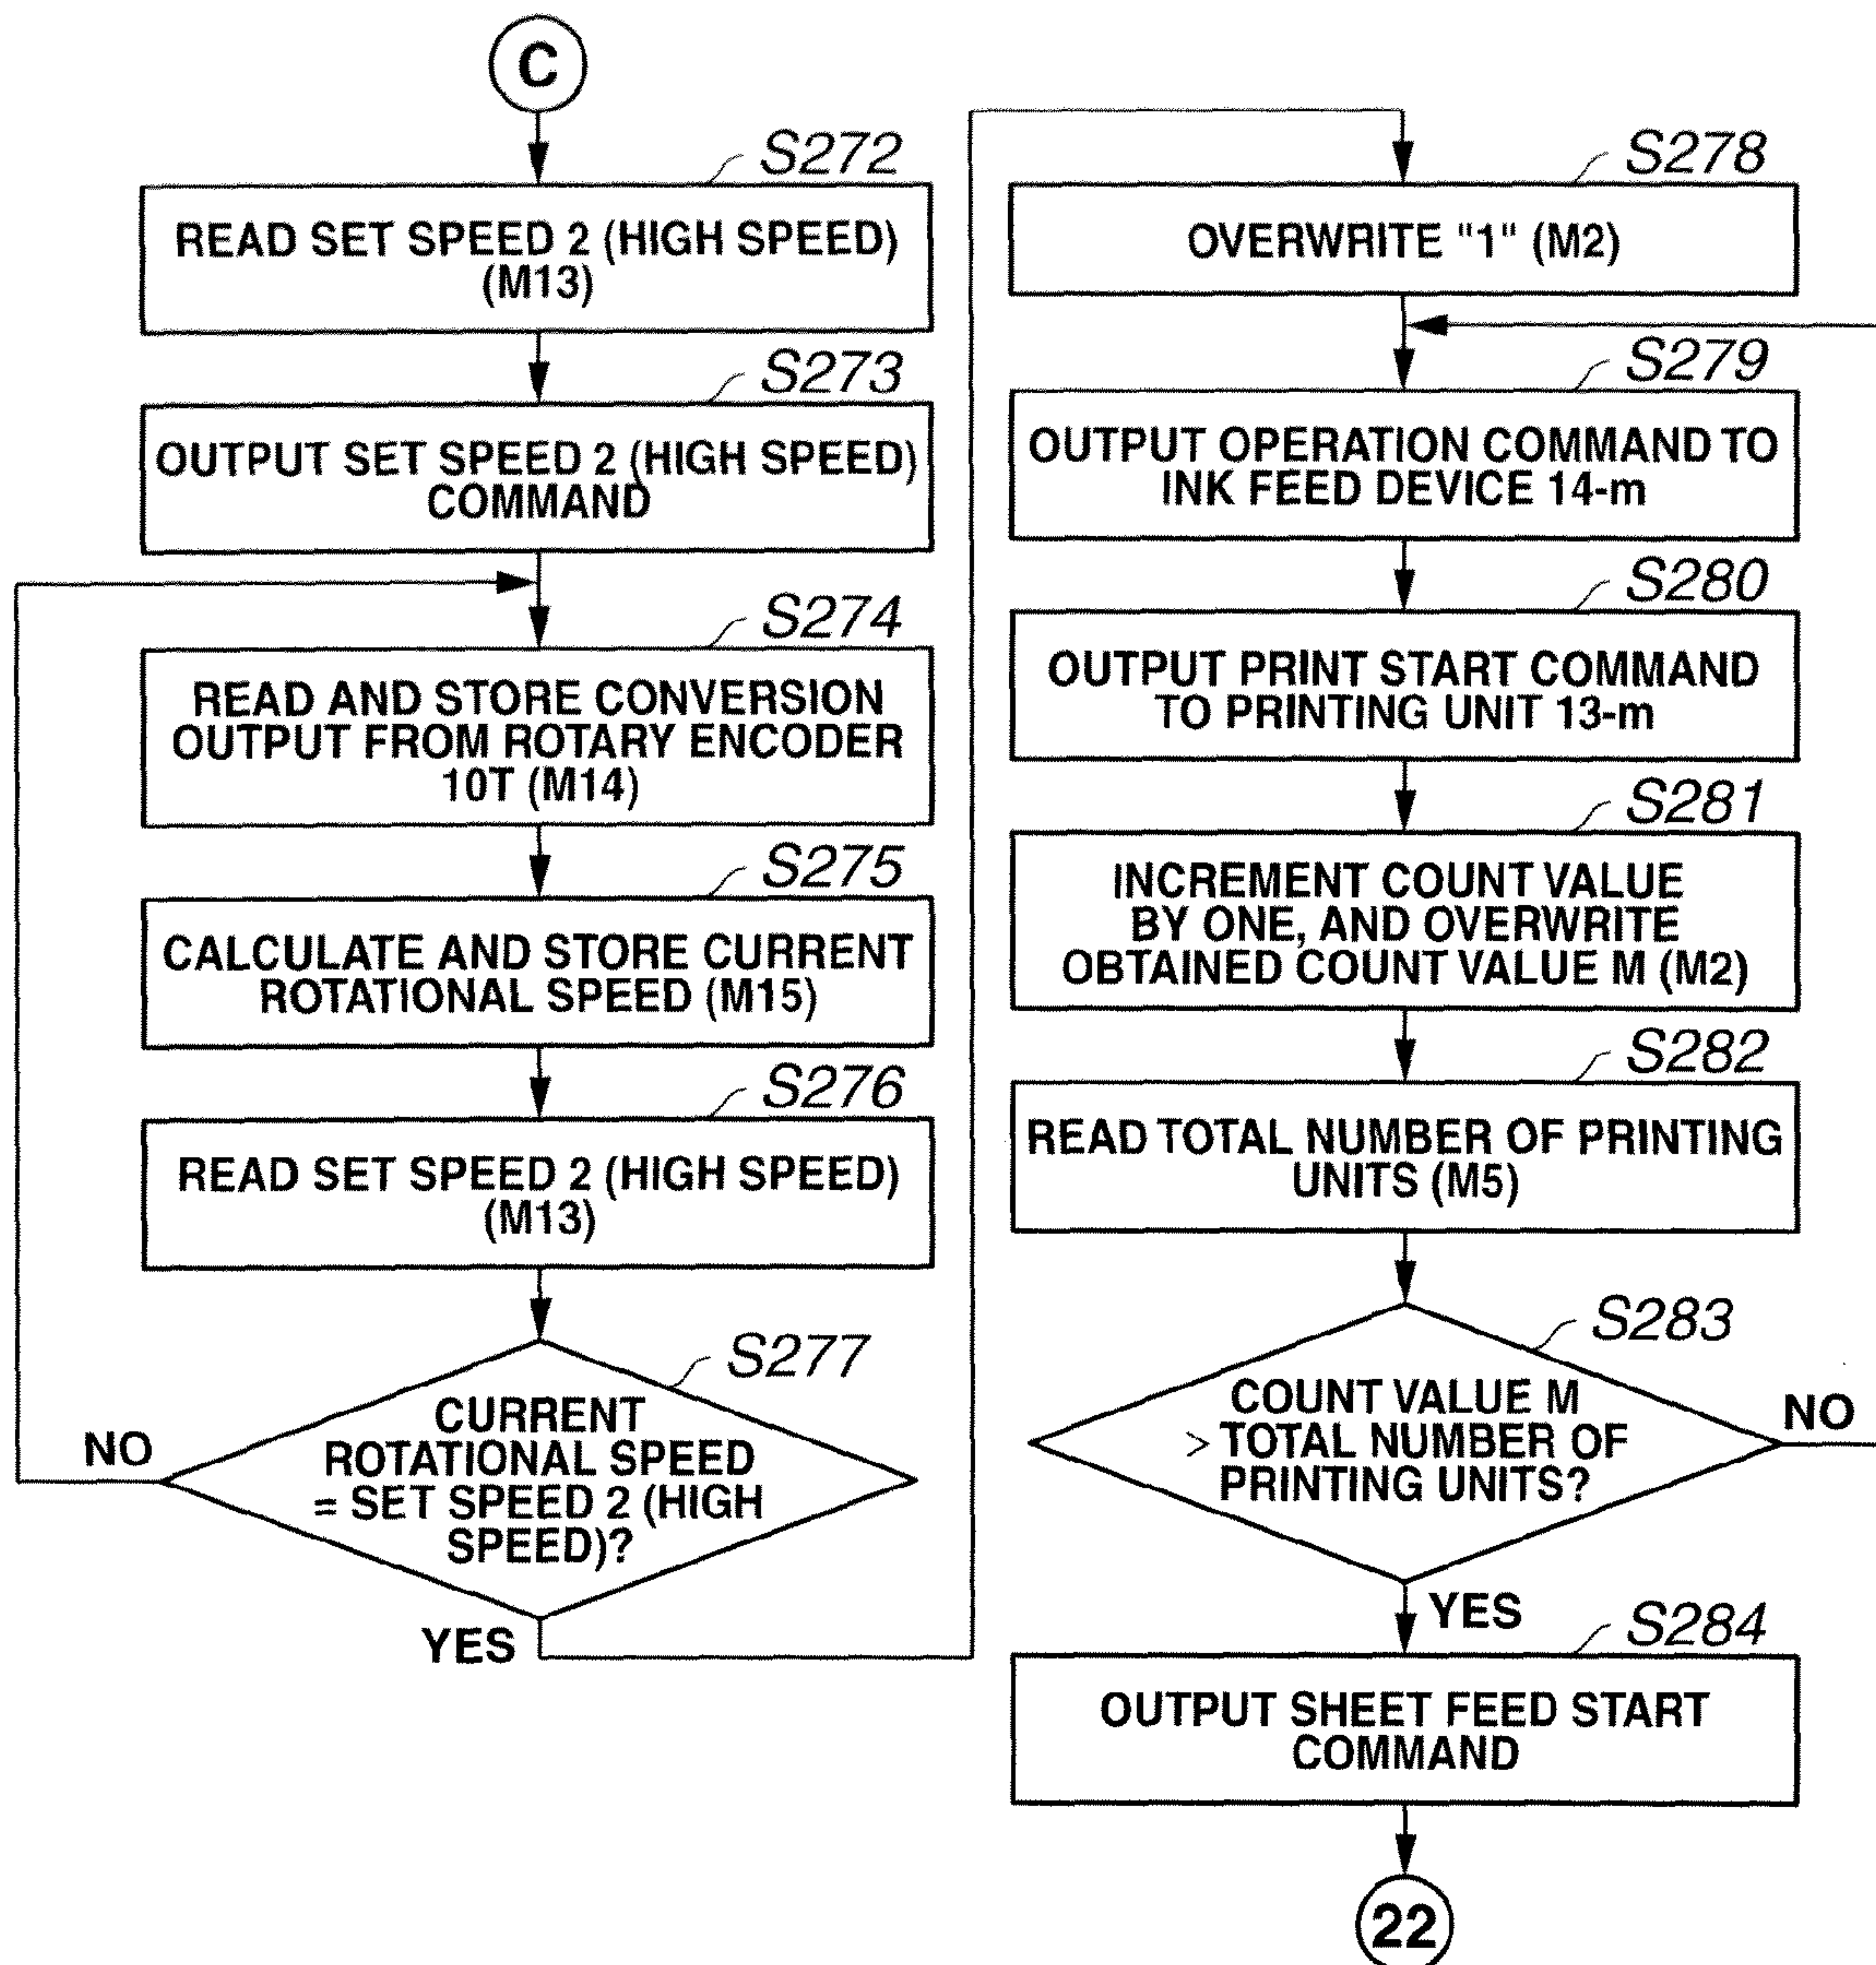 C
S272
READ SET SPEED 2 (HIGH SPEED)
(M13)
S273
OUTPUT SET SPEED 2 (HIGH SPEED)
COMMAND
S274
READ AND STORE CONVERSION
OUTPUT FROM ROTARY ENCODER
10T (M14)
S275
CALCULATE AND STORE CURRENT
ROTATIONAL SPEED (M15)
S276
READ SET SPEED 2 (HIGH SPEED)
(M13)
S277
CURRENT
ROTATIONAL SPEED
= SET SPEED 2 (HIGH
SPEED)?
NO
YES
S278
OVERWRITE "1" (M2)
S279
OUTPUT OPERATION COMMAND TO
INK FEED DEVICE 14-m
S280
OUTPUT PRINT START COMMAND
TO PRINTING UNIT 13-m
S281
INCREMENT COUNT VALUE
BY ONE, AND OVERWRITE
OBTAINED COUNT VALUE M (M2)
S282
READ TOTAL NUMBER OF PRINTING
UNITS (M5)
S283
COUNT VALUE M
> TOTAL NUMBER OF
PRINTING UNITS?
NO
YES
S284
OUTPUT SHEET FEED START
COMMAND
22